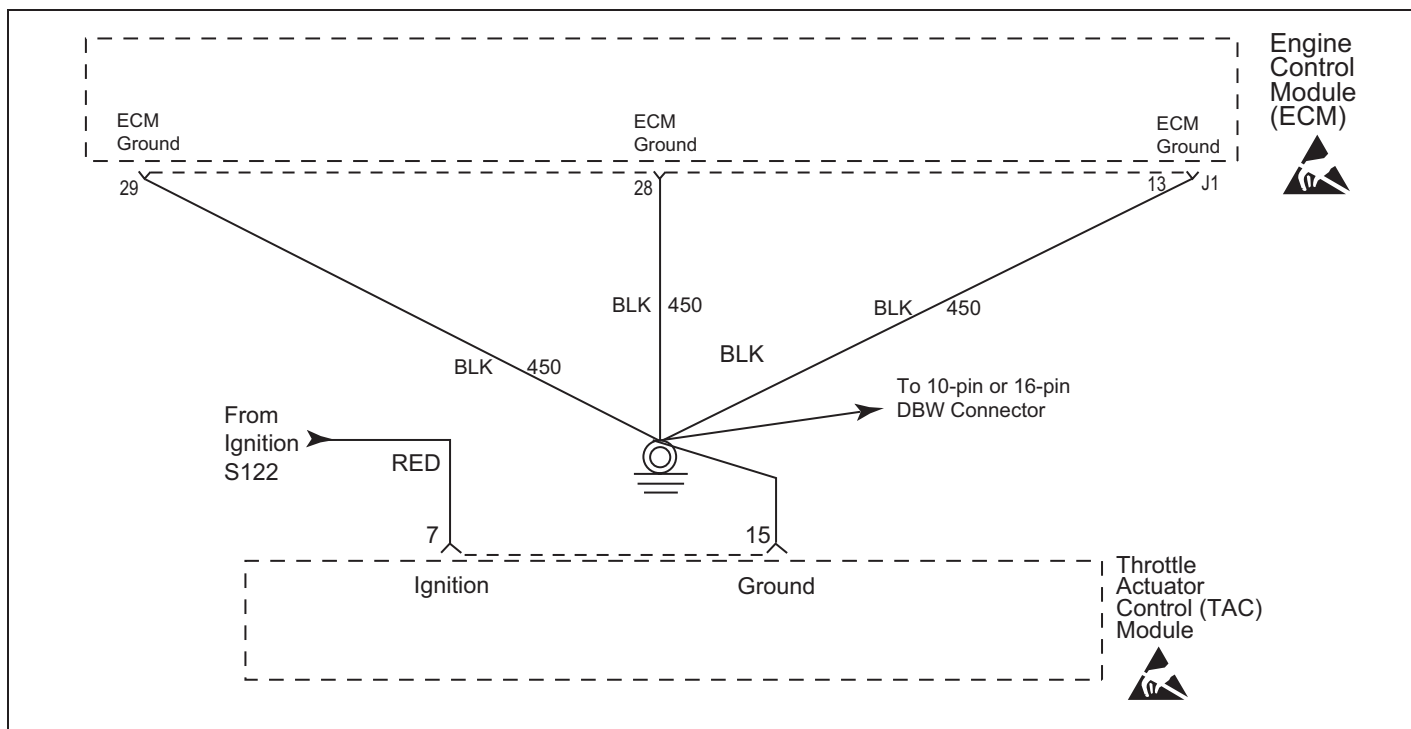 Engine
Control
Module
(ECM)
ECM
Ground
ECM
Ground
ECM
Ground
29
28
13
J1
BLK 450
BLK 450
BLK 450
BLK
To 10-pin or 16-pin
DBW Connector
From
Ignition
S122
RED
7
15
Ignition
Ground
Throttle
Actuator
Control (TAC)
Module